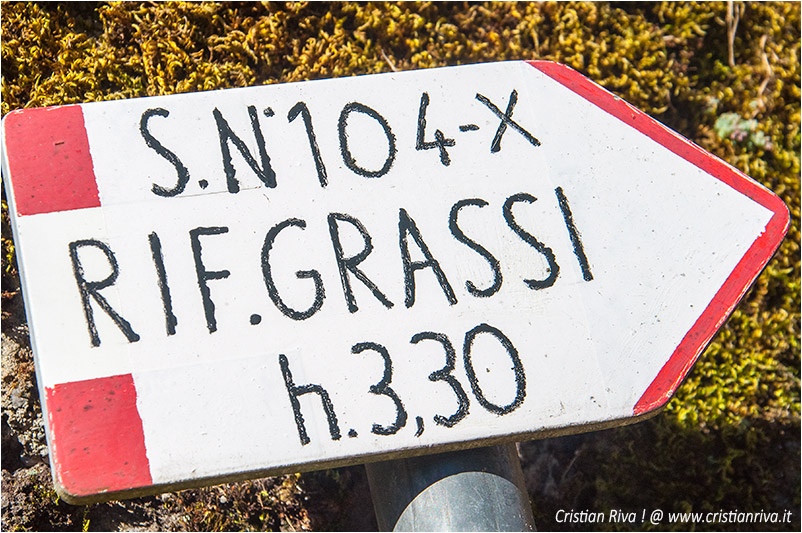 S.N.104-X
RIF.GRASSI
h.3,30
Cristian Riva ! @ www.cristianriva.it